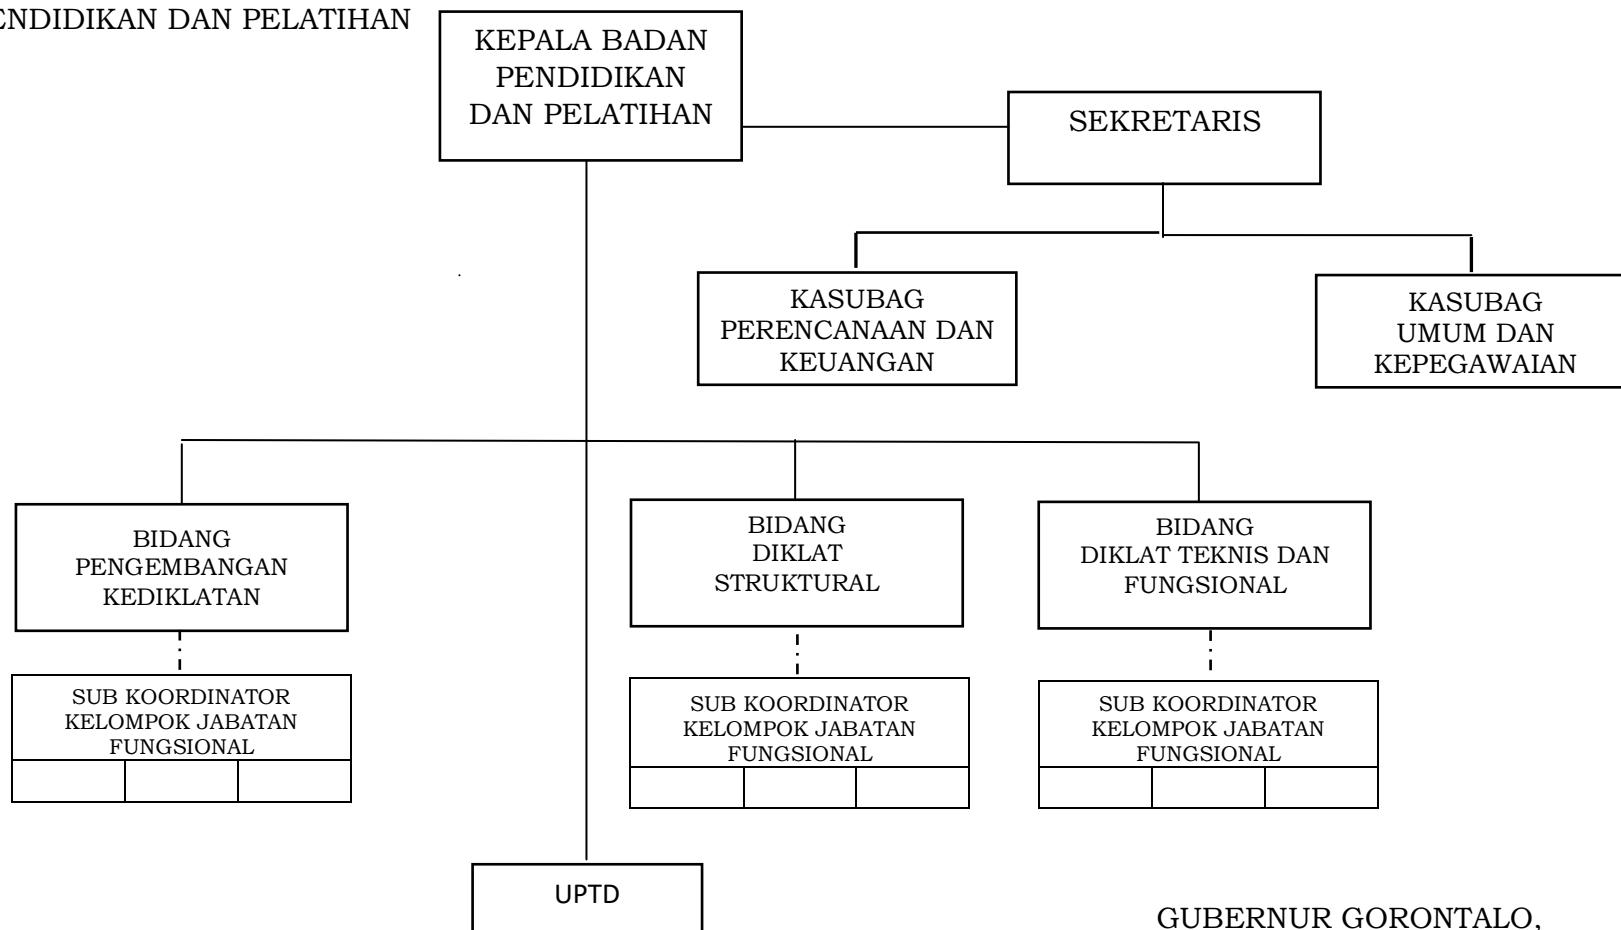 PENDIDIKAN DAN PELATIHAN
KEPALA BADAN
PENDIDIKAN
DAN PELATIHAN
SEKRETARIS
KASUBAG
PERENCANAAN DAN
KEUANGAN
KASUBAG
UMUM DAN
KEPEGAWAIAN
BIDANG
PENGEMBANGAN
KEDIKLATAN
BIDANG
DIKLAT
STRUKTURAL
BIDANG
DIKLAT TEKNIS DAN
FUNGSIONAL
SUB KOORDINATOR
KELOMPOK JABATAN
FUNGSIONAL
SUB KOORDINATOR
KELOMPOK JABATAN
FUNGSIONAL
SUB KOORDINATOR
KELOMPOK JABATAN
FUNGSIONAL
UPTD
GUBERNUR GORONTALO,